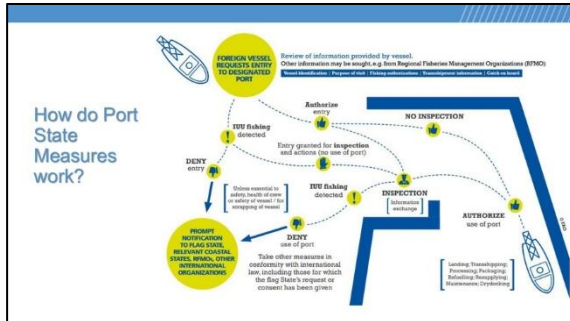 How do Port
State
Measures
work?
FOREIGN VESSEL
REQUESTS ENTRY
TO DESIGNATED
PORT
Review of information provided by vessel.
Other information may be sought, e.g. from Regional Fisheries Management Organizations (RFMO)
Vessel identification | Purpose of visit | Fishing authorizations | Transshipment information | Catch on board
Authorize
entry
NO INSPECTION
IUU fishing
detected
Entry granted for inspection
and actions (no use of port)
DENY
entry
Unless essential to
safety, health of crew
or safety of vessel / for
scrapping of vessel
IUU fishing
detected
INSPECTION
Information
exchange
AUTHORIZE
use of port
PROMPT
NOTIFICATION
TO FLAG STATE,
RELEVANT COASTAL
STATES, RFMOs, OTHER
INTERNATIONAL
ORGANIZATIONS
DENY
use of port
Take other measures in
conformity with international
law, including those for which
the flag State's request or
consent has been given
Landing; Transshipping;
Processing; Packaging;
Refuelling; Resupplying;
Maintenance; Drydocking